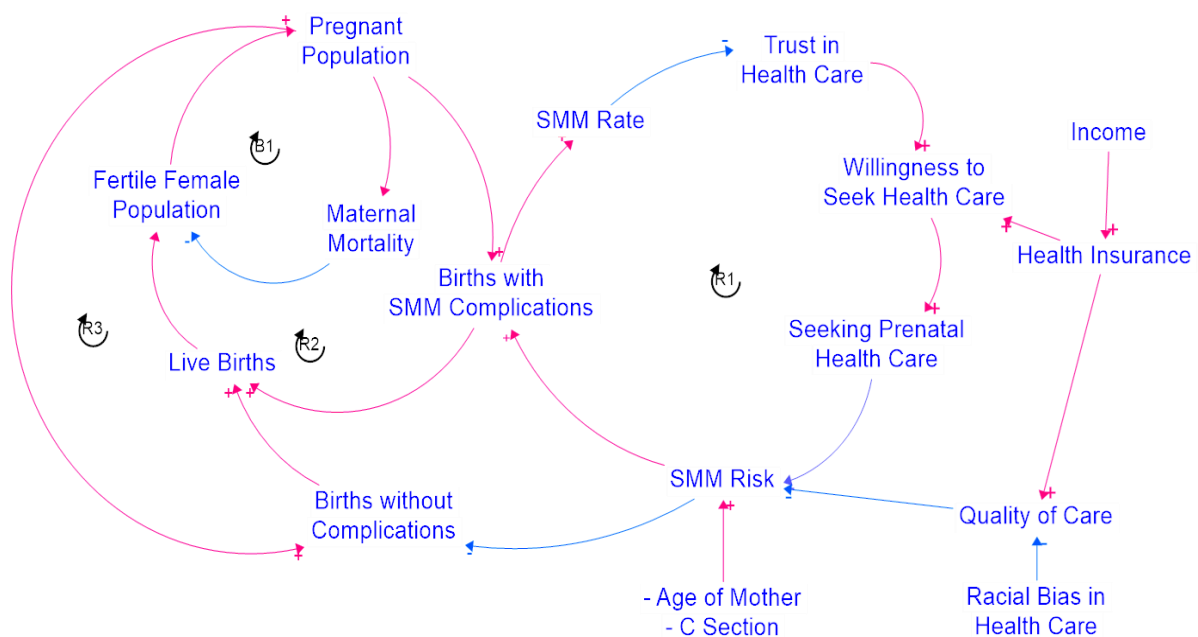 Pregnant
Population
Trust in
Health Care
SMM Rate
Income
B1
Willingness to
Seek Health Care
Fertile Female
Population
Maternal
Mortality
Health Insurance
Births with
SMM Complications
R1
R3
R2
Seeking Prenatal
Health Care
Live Births
SMM Risk
Births without
Complications
Quality of Care
- Age of Mother
- C Section
Racial Bias in
Health Care